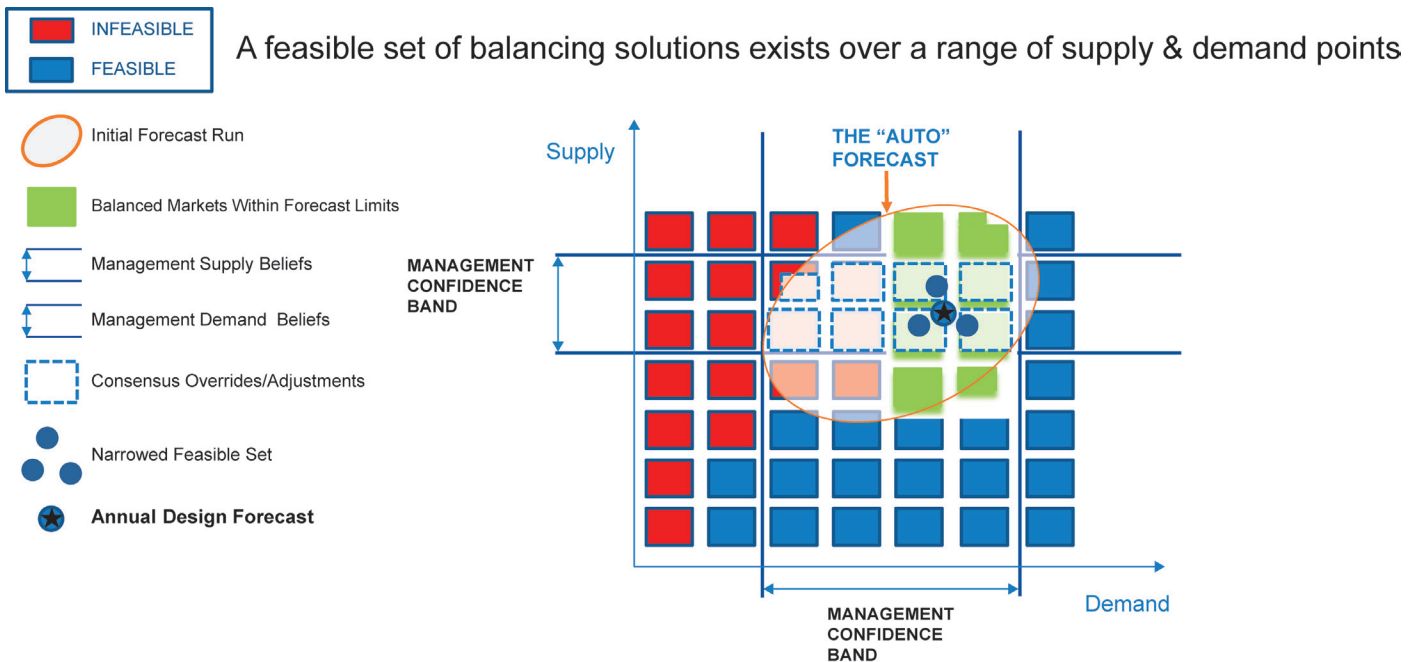 INFEASIBLE
FEASIBLE
A feasible set of balancing solutions exists over a range of supply & demand points
Initial Forecast Run
Balanced Markets Within Forecast Limits
Management Supply Beliefs
Management Demand Beliefs
Consensus Overrides/Adjustments
Narrowed Feasible Set
Annual Design Forecast
Supply
THE “AUTO”
FORECAST
MANAGEMENT
CONFIDENCE
BAND
Demand
MANAGEMENT
CONFIDENCE
BAND